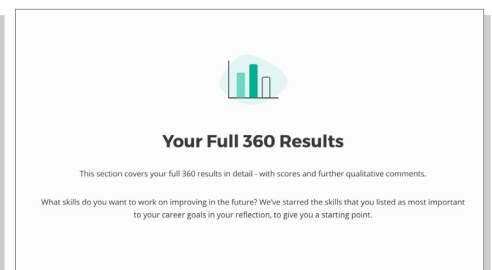 Your Full 360 Results
This section covers your full 360 results in detail - with scores and further qualitative comments.
What skills do you want to work on improving in the future? We've starred the skills that you listed as most important
to your career goals in your reflection, to give you a starting point.